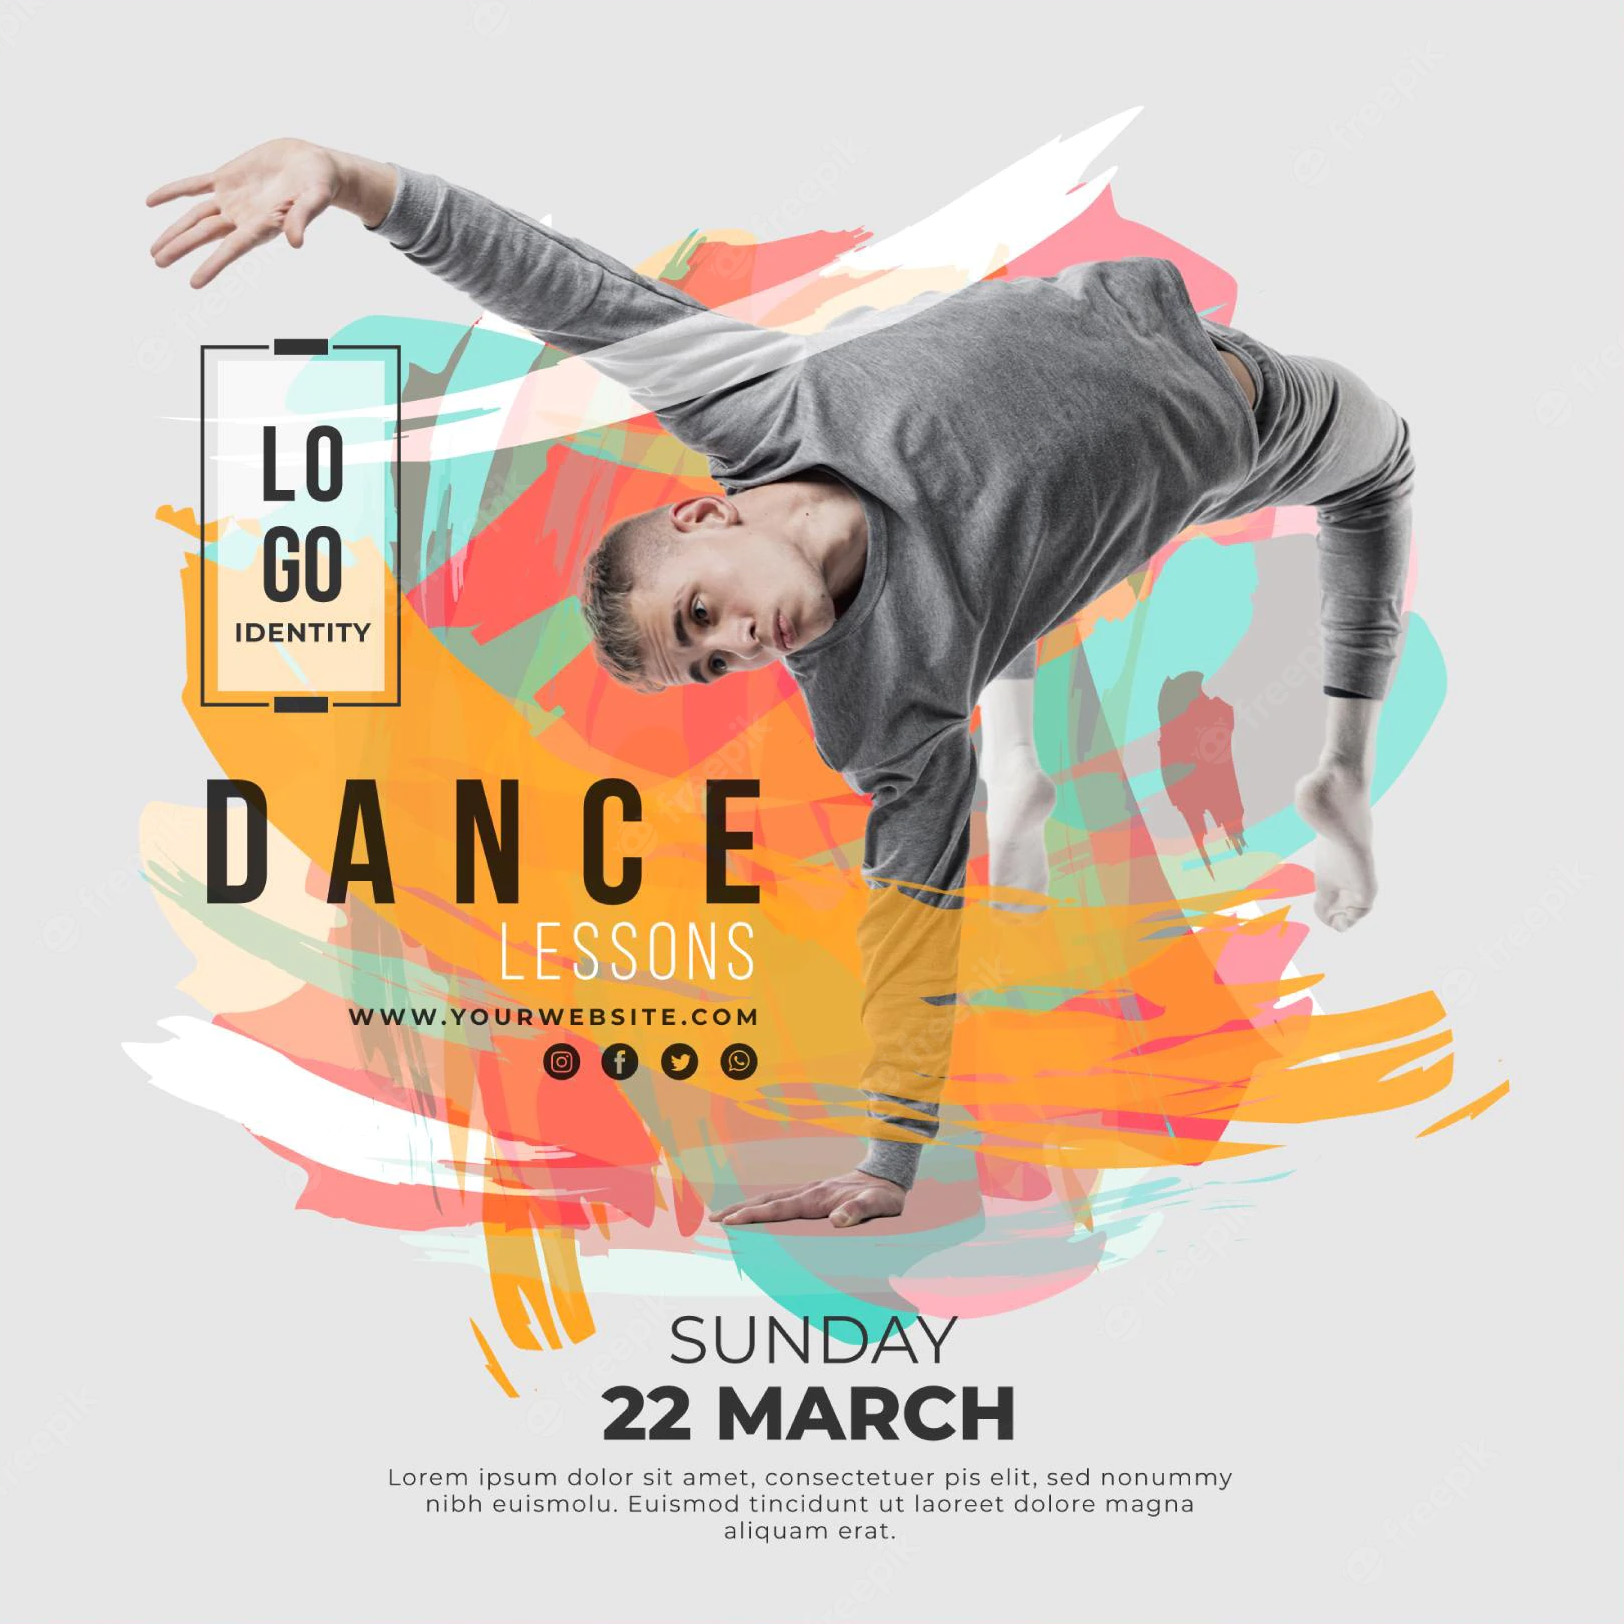 LO
GO
IDENTITY
DANCE
LESSONS
WWW.YOURWEBSITE.COM
SUNDAY
22 MARCH
Lorem ipsum dolor sit amet, consectetuer pis elit, sed nonummy
nibh euismolu. Euismod tincidunt ut laoreet dolore magna
aliquam erat.
freepik